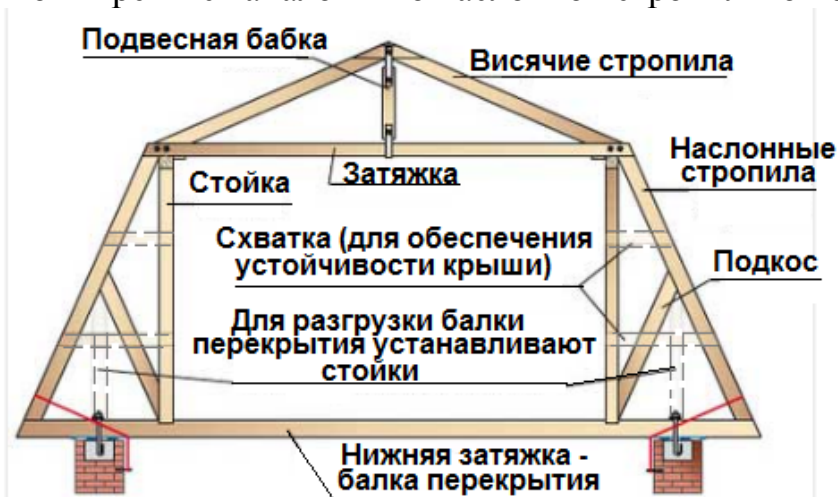 Подвесная бабка
Висячие стропила
Наслонные
стропила
Стойка
Затяжка
Схватка (для обеспечения
устойчивости крыши)
Подкос
Для разгрузки балки
перекрытия устанавливают
стойки
Нижняя затяжка -
балка перекрытия